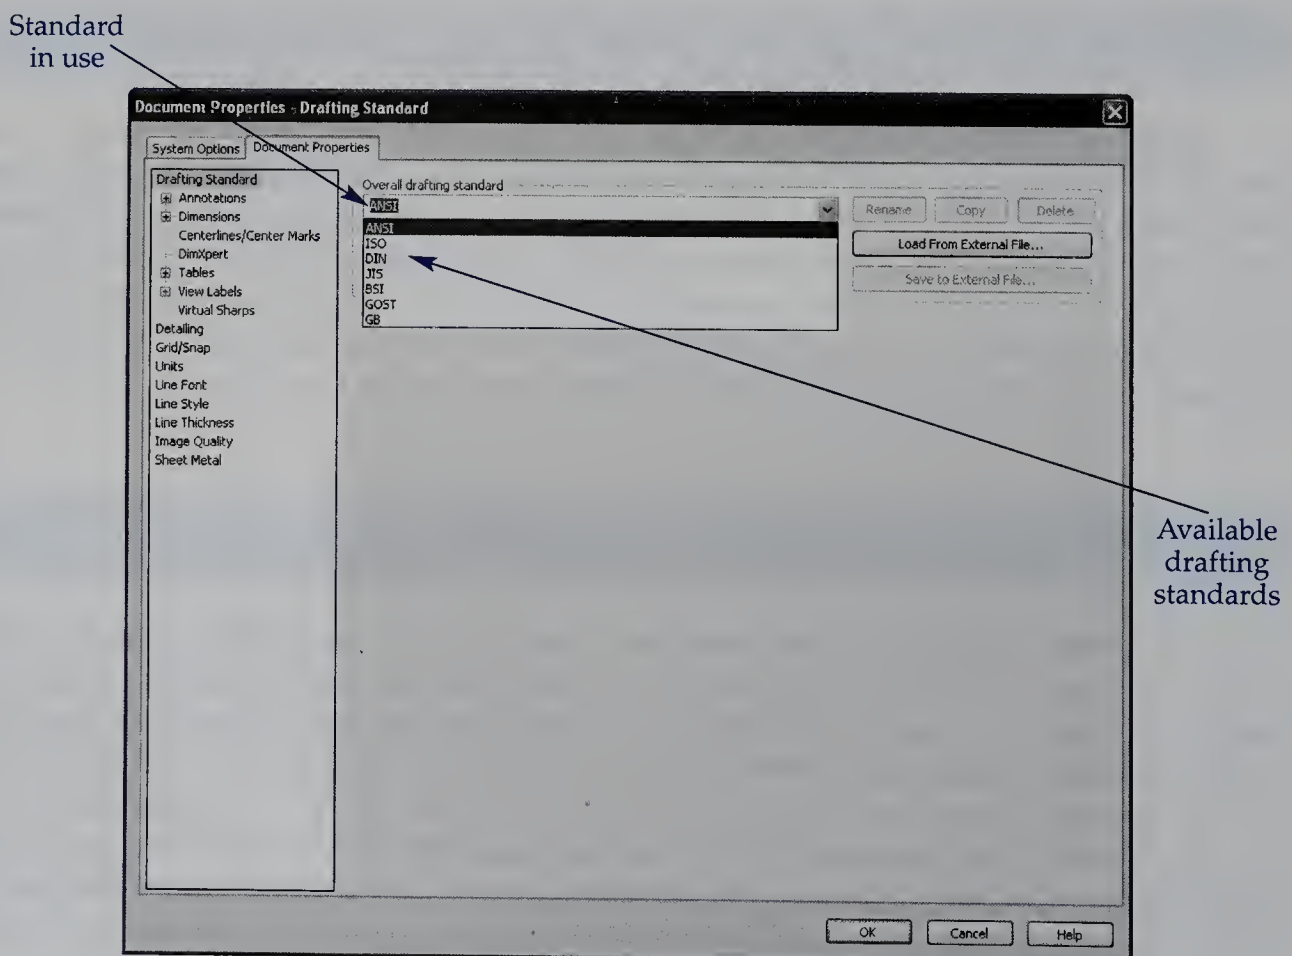 Standard
in use
Document Properties - Drafting Standard
System Options
Document Properties
Drafting Standard
Annotations
Dimensions
Centerlines/Center Marks
DimXpert
Tables
View Labels
Virtual Sharps
Detailing
Grid/Snap
Units
Line Font
Line Style
Line Thickness
Image Quality
Sheet Metal
Overall drafting standard
ANSI
ANSI
ISO
DIN
JIS
BSI
GOST
GB
Rename
Copy
Delete
Load From External File...
Save to External File...
Available
drafting
standards
OK
Cancel
Help